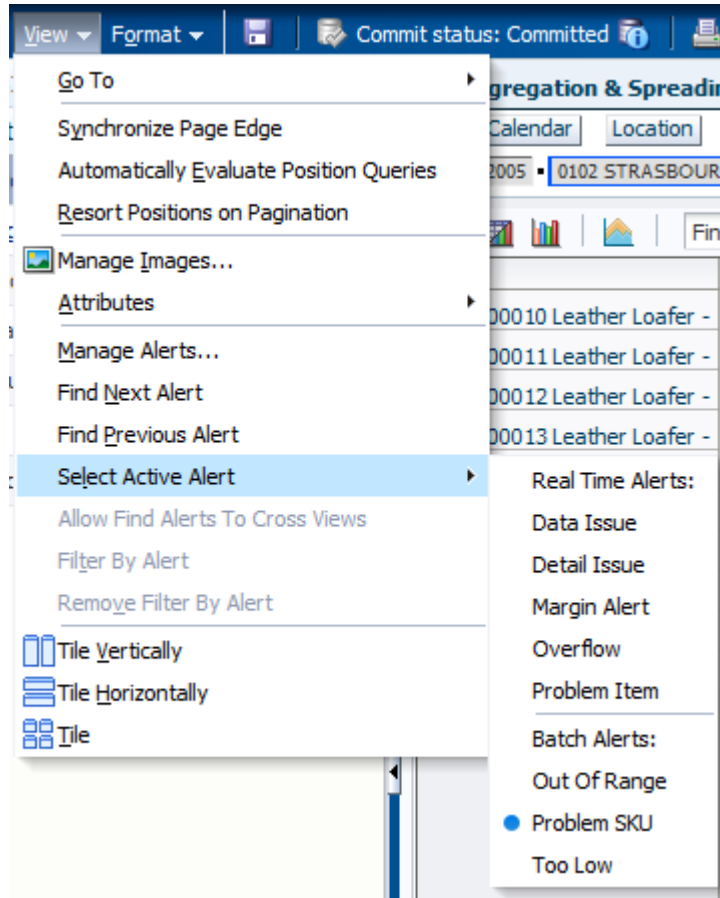 View Format Commit status: Committed
Go To
Synchronize Page Edge
Automatically Evaluate Position Queries
Resort Positions on Pagination
Manage Images...
Attributes
Manage Alerts...
Find Next Alert
Find Previous Alert
Select Active Alert
Allow Find Alerts To Cross Views
Filter By Alert
Remove Filter By Alert
Tile Vertically
Tile Horizontally
Tile
gregation & Spreadin
Calendar Location
2005 0102 STRASBOUR
Fin
00010 Leather Loafer -
00011 Leather Loafer -
00012 Leather Loafer -
00013 Leather Loafer -
Real Time Alerts:
Data Issue
Detail Issue
Margin Alert
Overflow
Problem Item
Batch Alerts:
Out Of Range
Problem SKU
Too Low